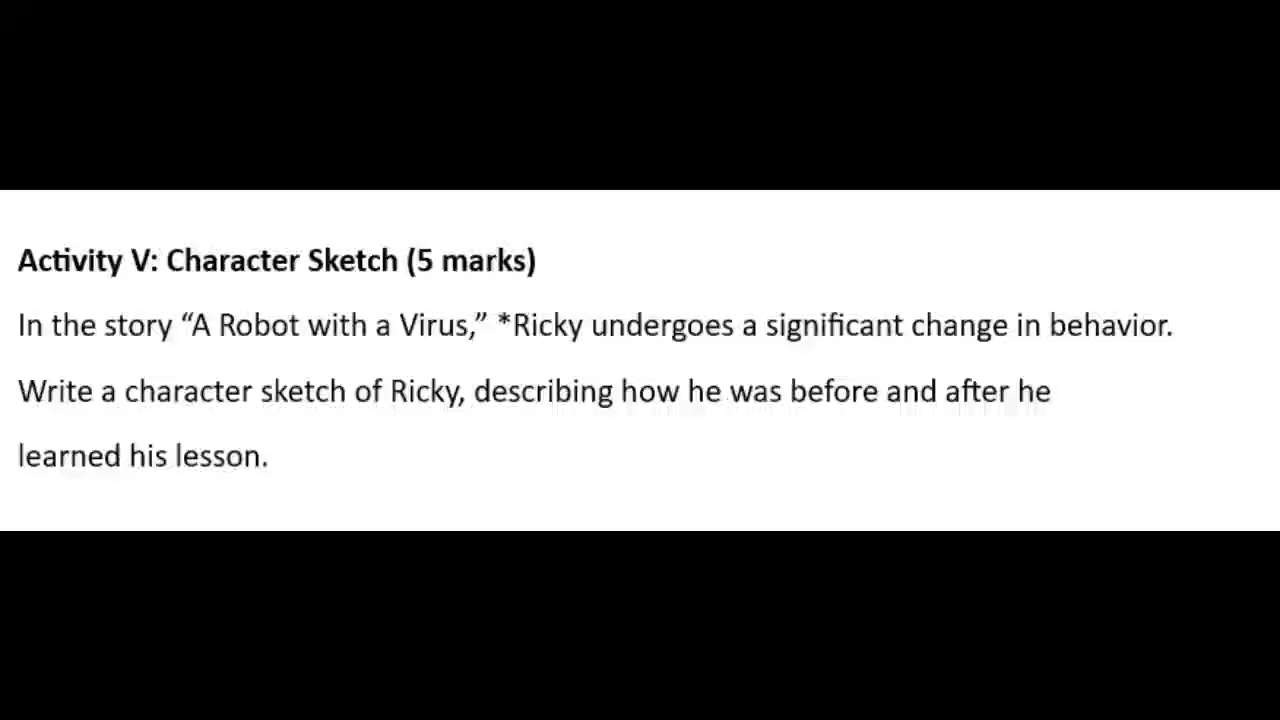 Activity V: Character Sketch (5 marks)
In the story “A Robot with a Virus,” *Ricky undergoes a significant change in behavior.
Write a character sketch of Ricky, describing how he was before and after he
learned his lesson.